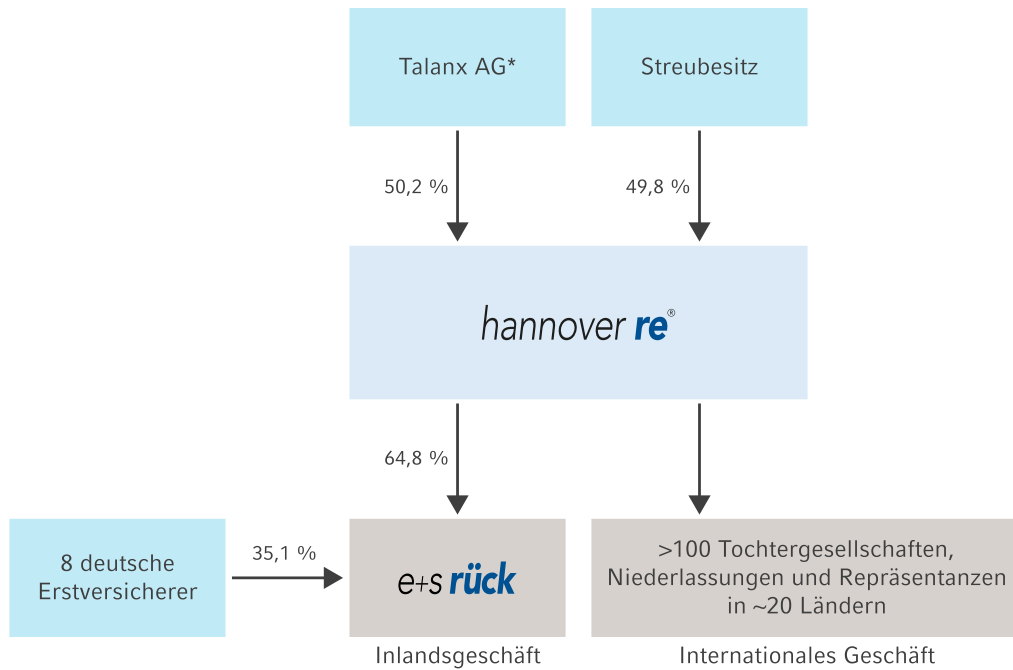 Talanx AG*
Streubesitz
50,2 %
49,8 %
hannover re®
64,8 %
8 deutsche
Erstversicherer
35,1 %
e+s rück
>100 Tochtergesellschaften,
Niederlassungen und Repräsentanzen
in ~20 Ländern
Inlandsgeschäft
Internationales Geschäft